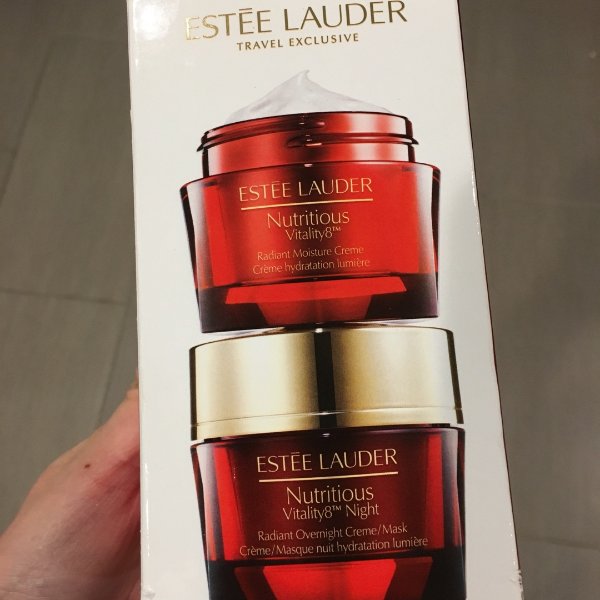 ESTĒE LAUDER
TRAVEL EXCLUSIVE
ESTĒE LAUDER
Nutritious
Vitality8™
Radiant Moisture Creme
Crème hydratation lumière
ESTĒE LAUDER
Nutritious
Vitality8™ Night
Radiant Overnight Creme/Mask
Crème/Masque nuit hydratation lumière